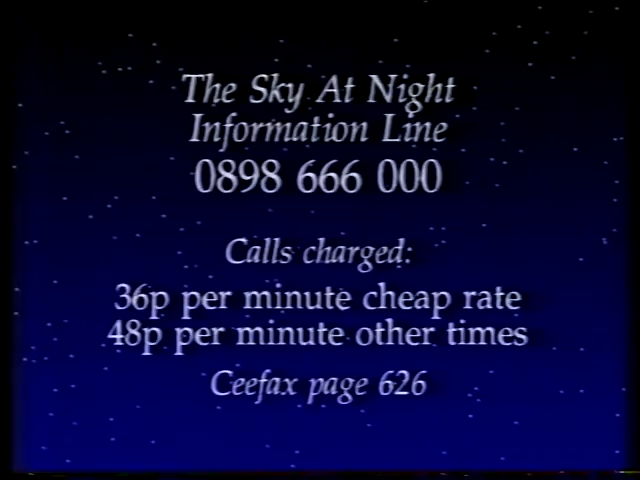 The Sky At Night
Information Line
0898 666 000
Calls charged:
36p per minute cheap rate
48p per minute other times
Ceefax page 626